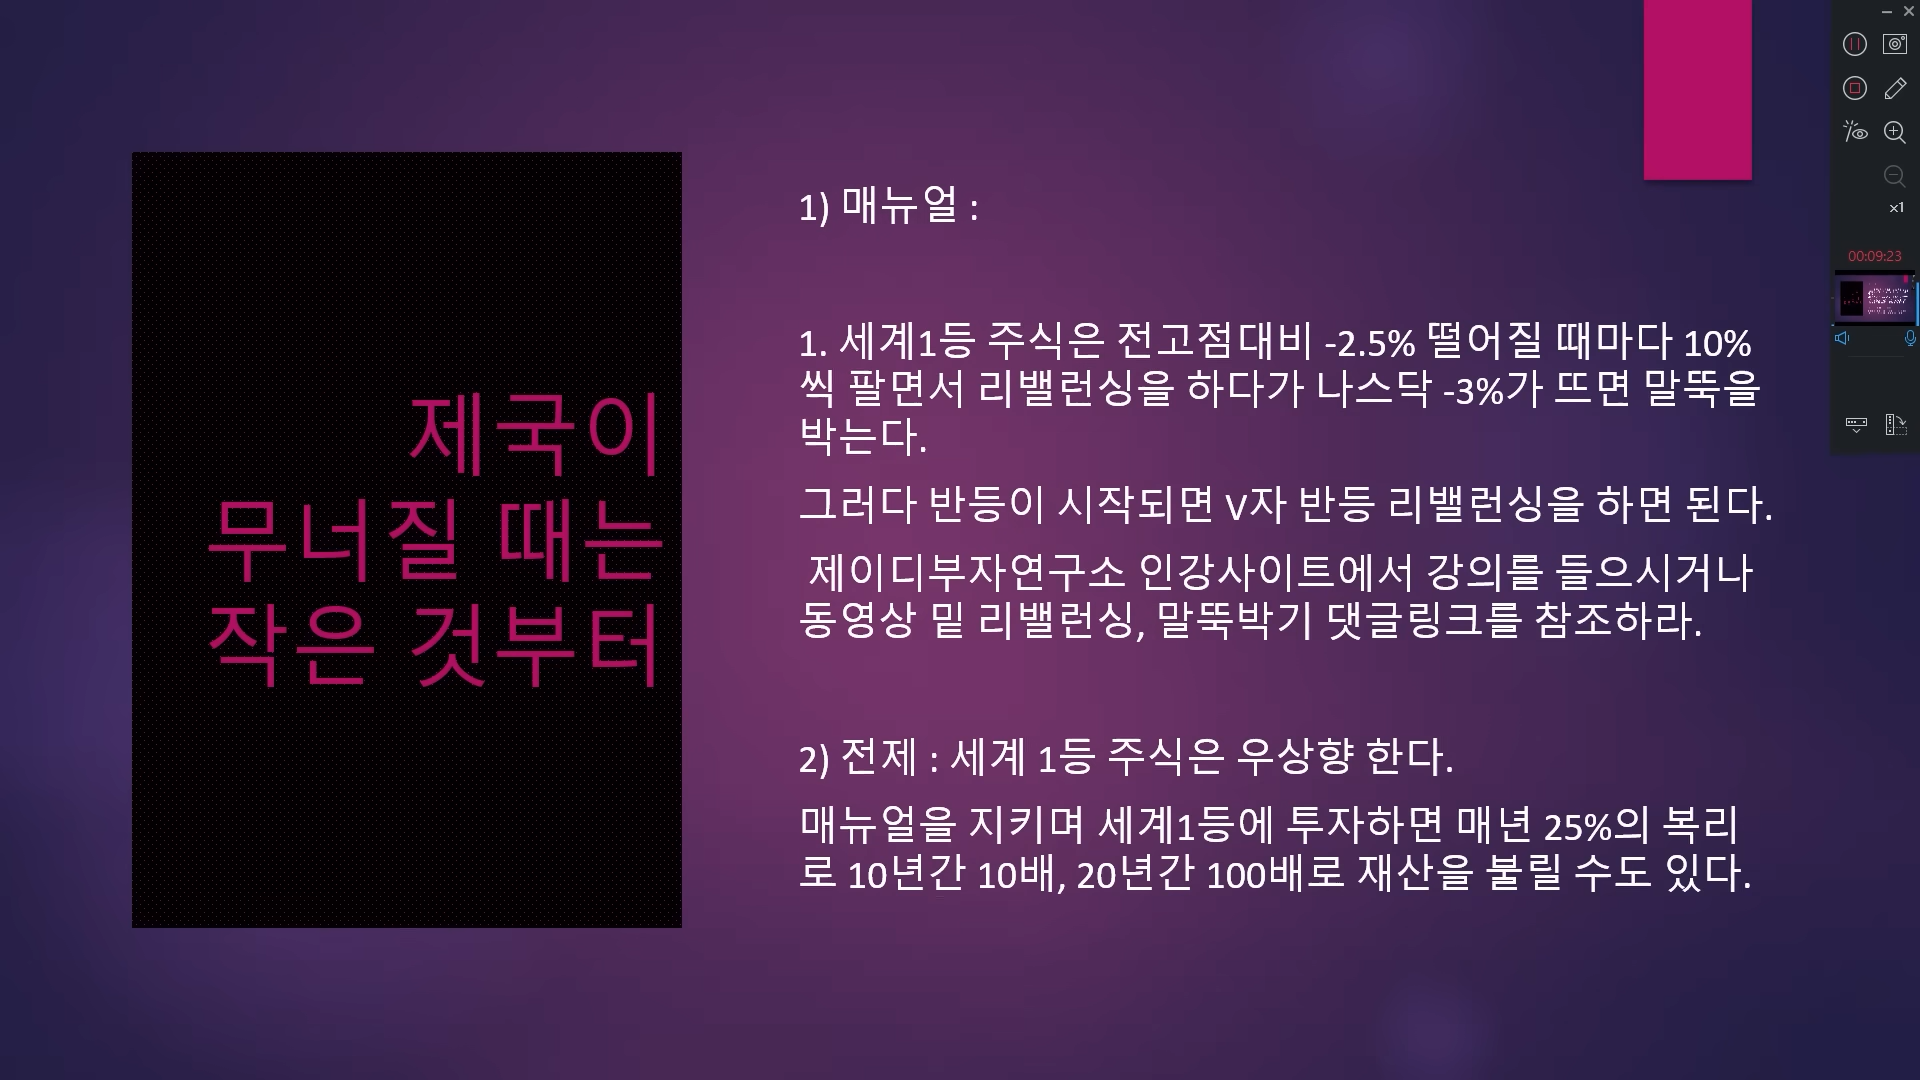 제국이
무너질 때는
작은 것부터
1) 매뉴얼 :
1. 세계1등 주식은 전고점대비 -2.5% 떨어질 때마다 10%
씩 팔면서 리밸런싱을 하다가 나스닥 -3%가 뜨면 말뚝을
박는다.
그러다 반등이 시작되면 V자 반등 리밸런싱을 하면 된다.
제이디부자연구소 인강사이트에서 강의를 들으시거나
동영상 밑 리밸런싱, 말뚝박기 댓글링크를 참조하라.
2) 전제 : 세계 1등 주식은 우상향 한다.
매뉴얼을 지키며 세계1등에 투자하면 매년 25%의 복리
로 10년간 10배, 20년간 100배로 재산을 불릴 수도 있다.
x1
00:09:23